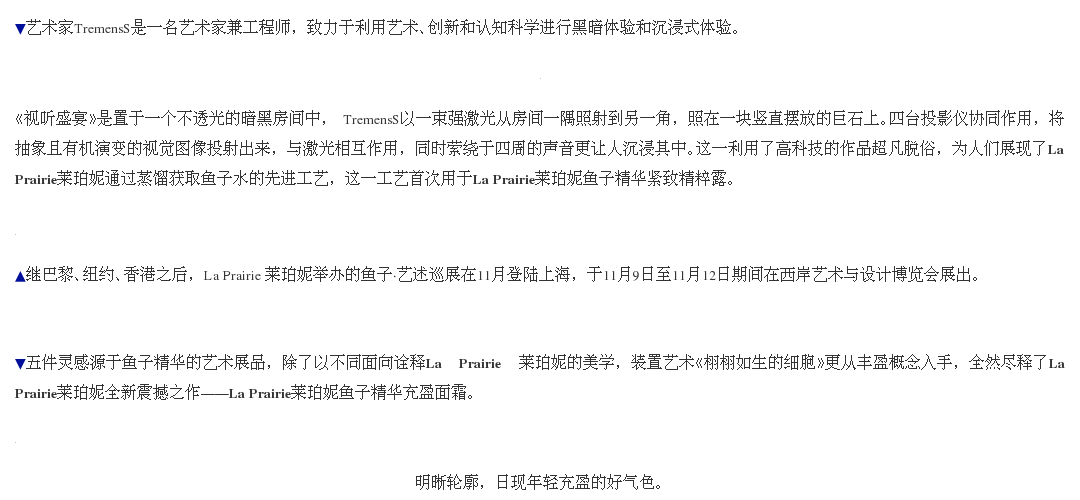 ▼艺术家TremensS是一名艺术家兼工程师，致力于利用艺术、创新和认知科学进行黑暗体验和沉浸式体验。
《视听盛宴》是置于一个不透光的暗黑房间中， TremensS以一束强激光从房间一隅照射到另一角，照在一块竖直摆放的巨石上。四台投影仪协同作用，将
抽象且有机演变的视觉图像投射出来，与激光相互作用，同时萦绕于四周的声音更让人沉浸其中。这一利用了高科技的作品超凡脱俗，为人们展现了La
Prairie莱珀妮通过蒸馏获取鱼子水的先进工艺，这一工艺首次用于La Prairie莱珀妮鱼子精华紧致精粹露。
▲继巴黎、纽约、香港之后，La Prairie 莱珀妮举办的鱼子·艺述巡展在11月登陆上海，于11月9日至11月12日期间在西岸艺术与设计博览会展出。
▼五件灵感源于鱼子精华的艺术展品，除了以不同面向诠释La Prairie 莱珀妮的美学，装置艺术《栩栩如生的细胞》更从丰盈概念入手，全然尽释了La
Prairie莱珀妮全新震撼之作——La Prairie莱珀妮鱼子精华充盈面霜。
明晰轮廓，日现年轻充盈的好气色。